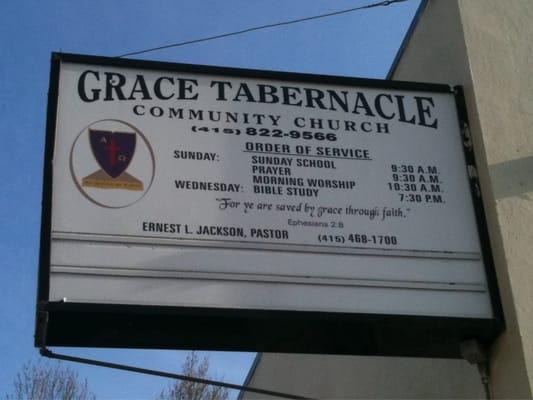 GRACE TABERNACLE
COMMUNITY CHURCH
(415) 822-9566
ORDER OF SERVICE
SUNDAY: SUNDAY SCHOOL 9:30 A.M.
PRAYER 9:30 A.M.
MORNING WORSHIP 10:30 A.M.
WEDNESDAY: BIBLE STUDY 7:30 P.M.
"For ye are saved by grace through faith."
Ephesians 2:8
ERNEST L. JACKSON, PASTOR (415) 468-1700
Α Ω